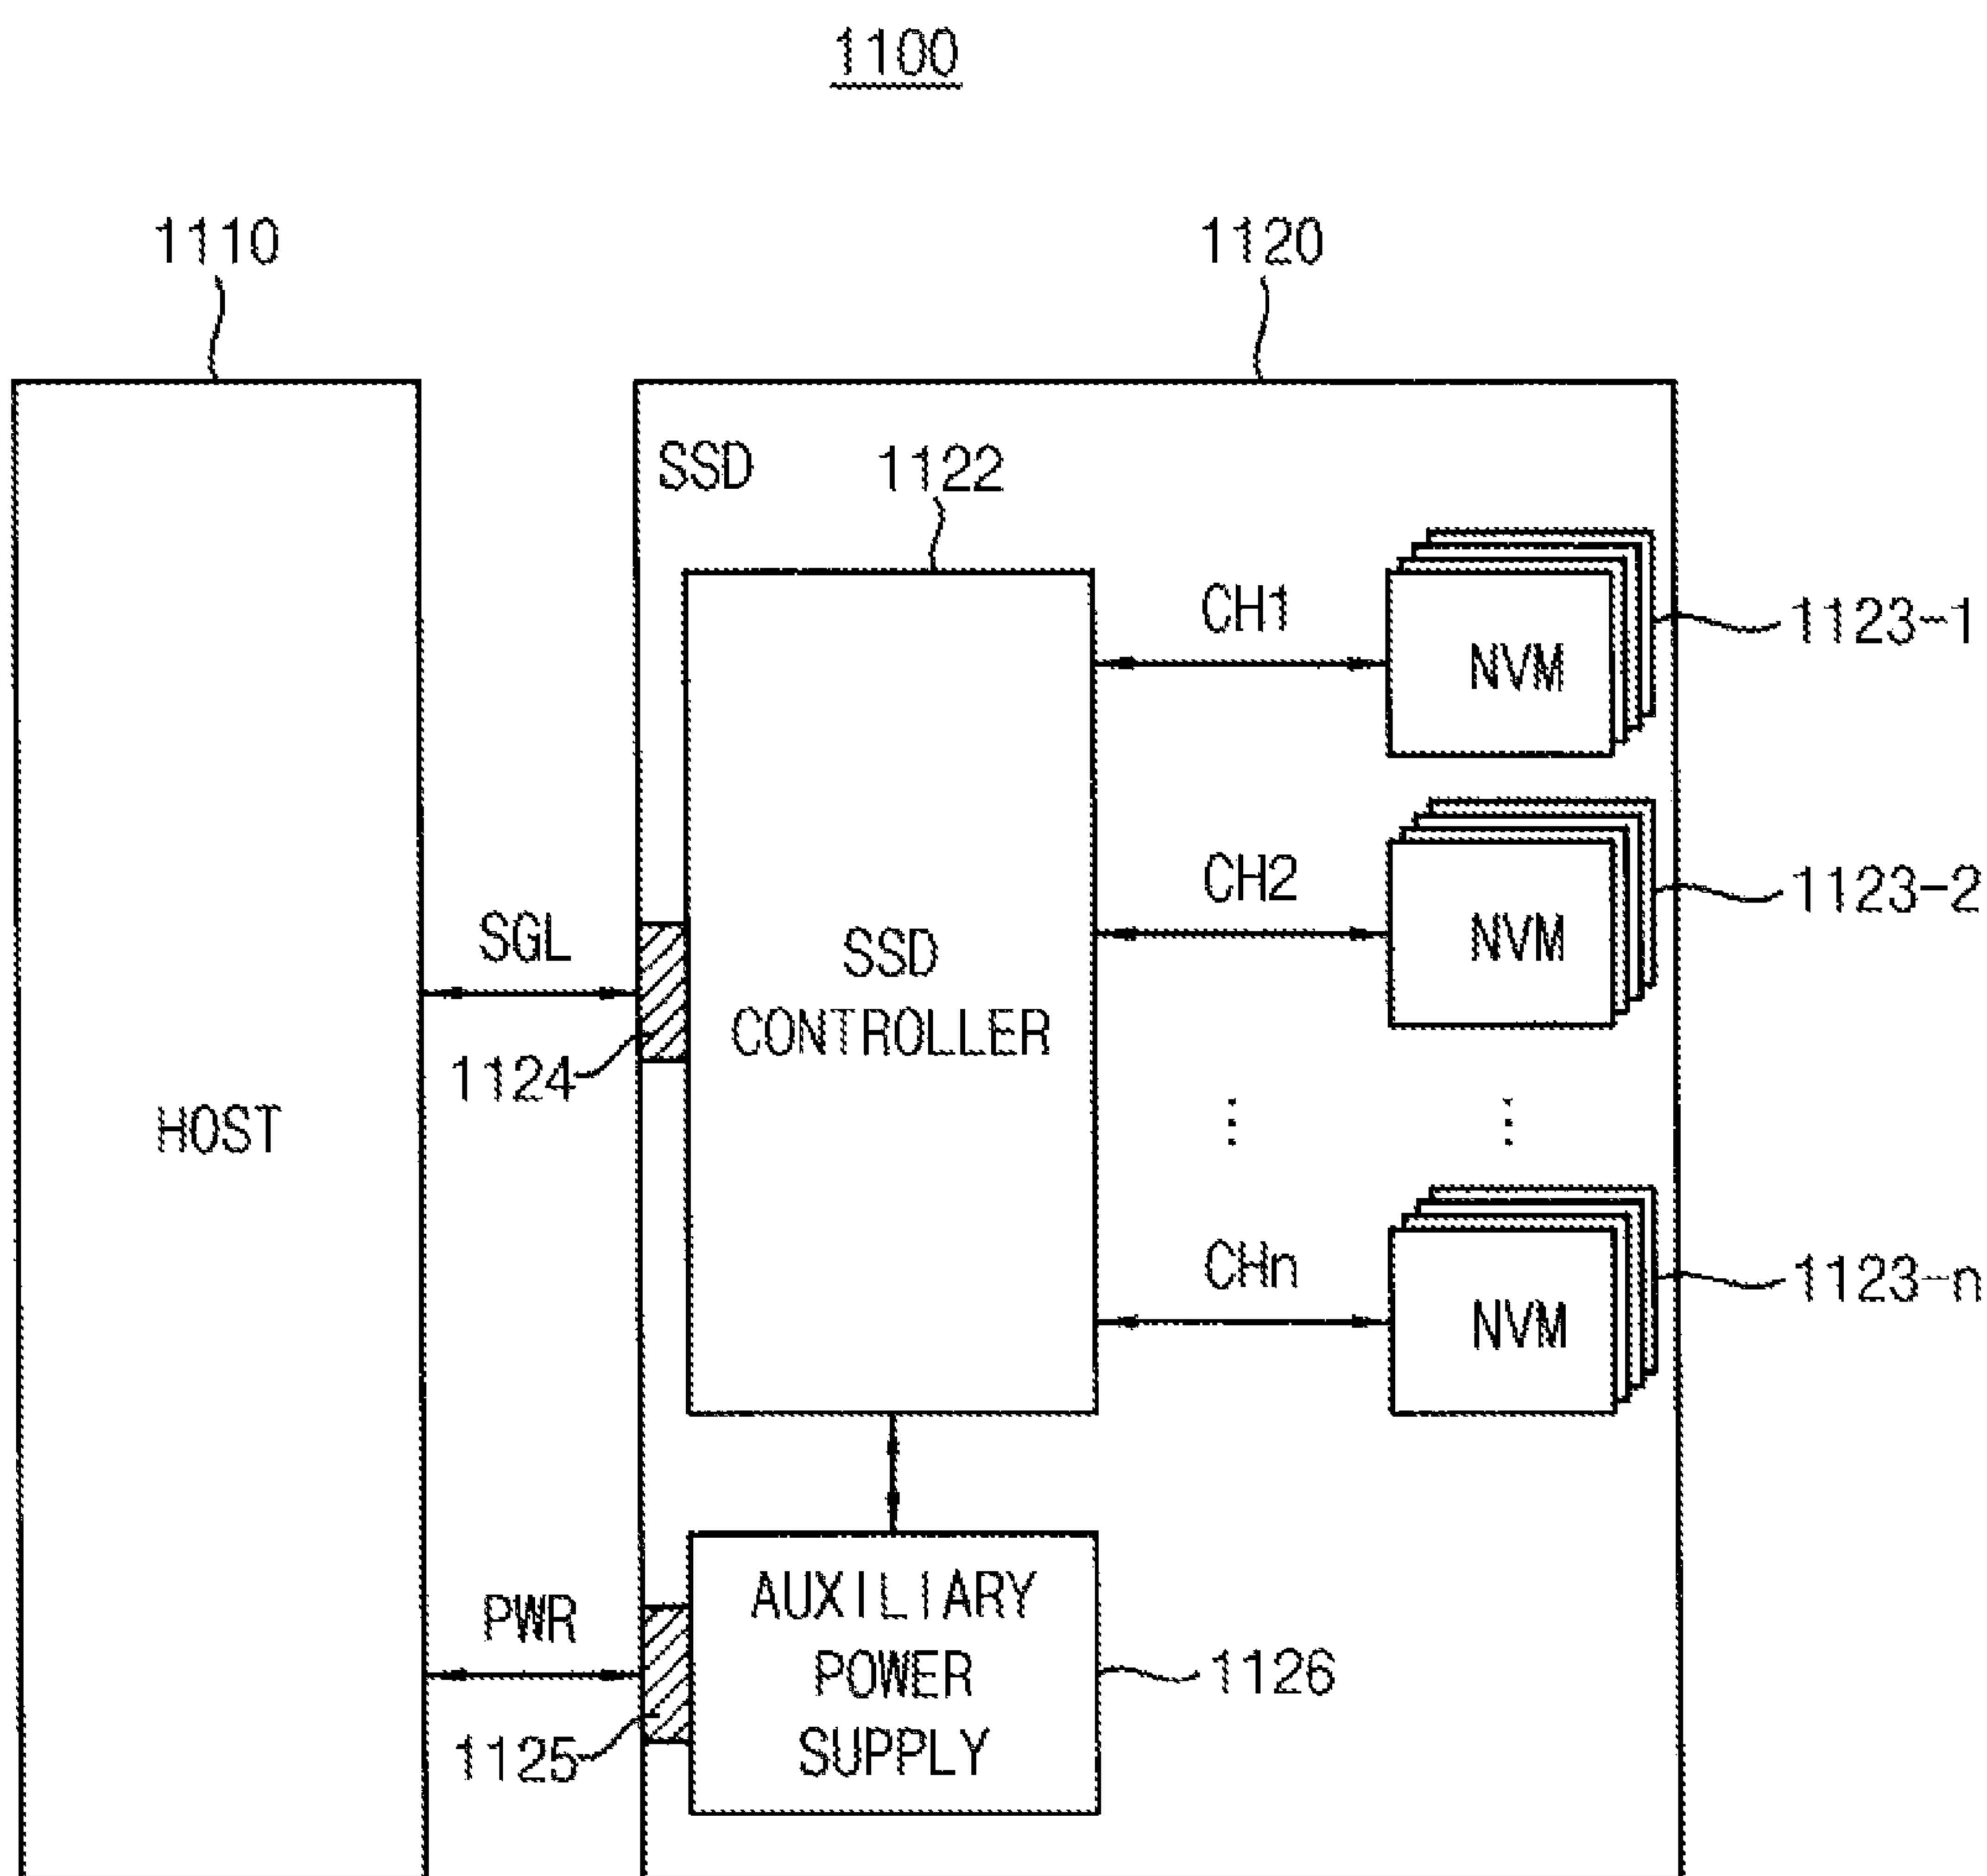 1100
1110
1120
SSD
1122
CH1
1123-1
NVM
CH2
1123-2
NVM
SGL
SSD
CONTROLLER
1124
HOST
⋮
⋮
CHn
1123-n
NVM
PWR
AUXILIARY
POWER
SUPPLY
1126
1125